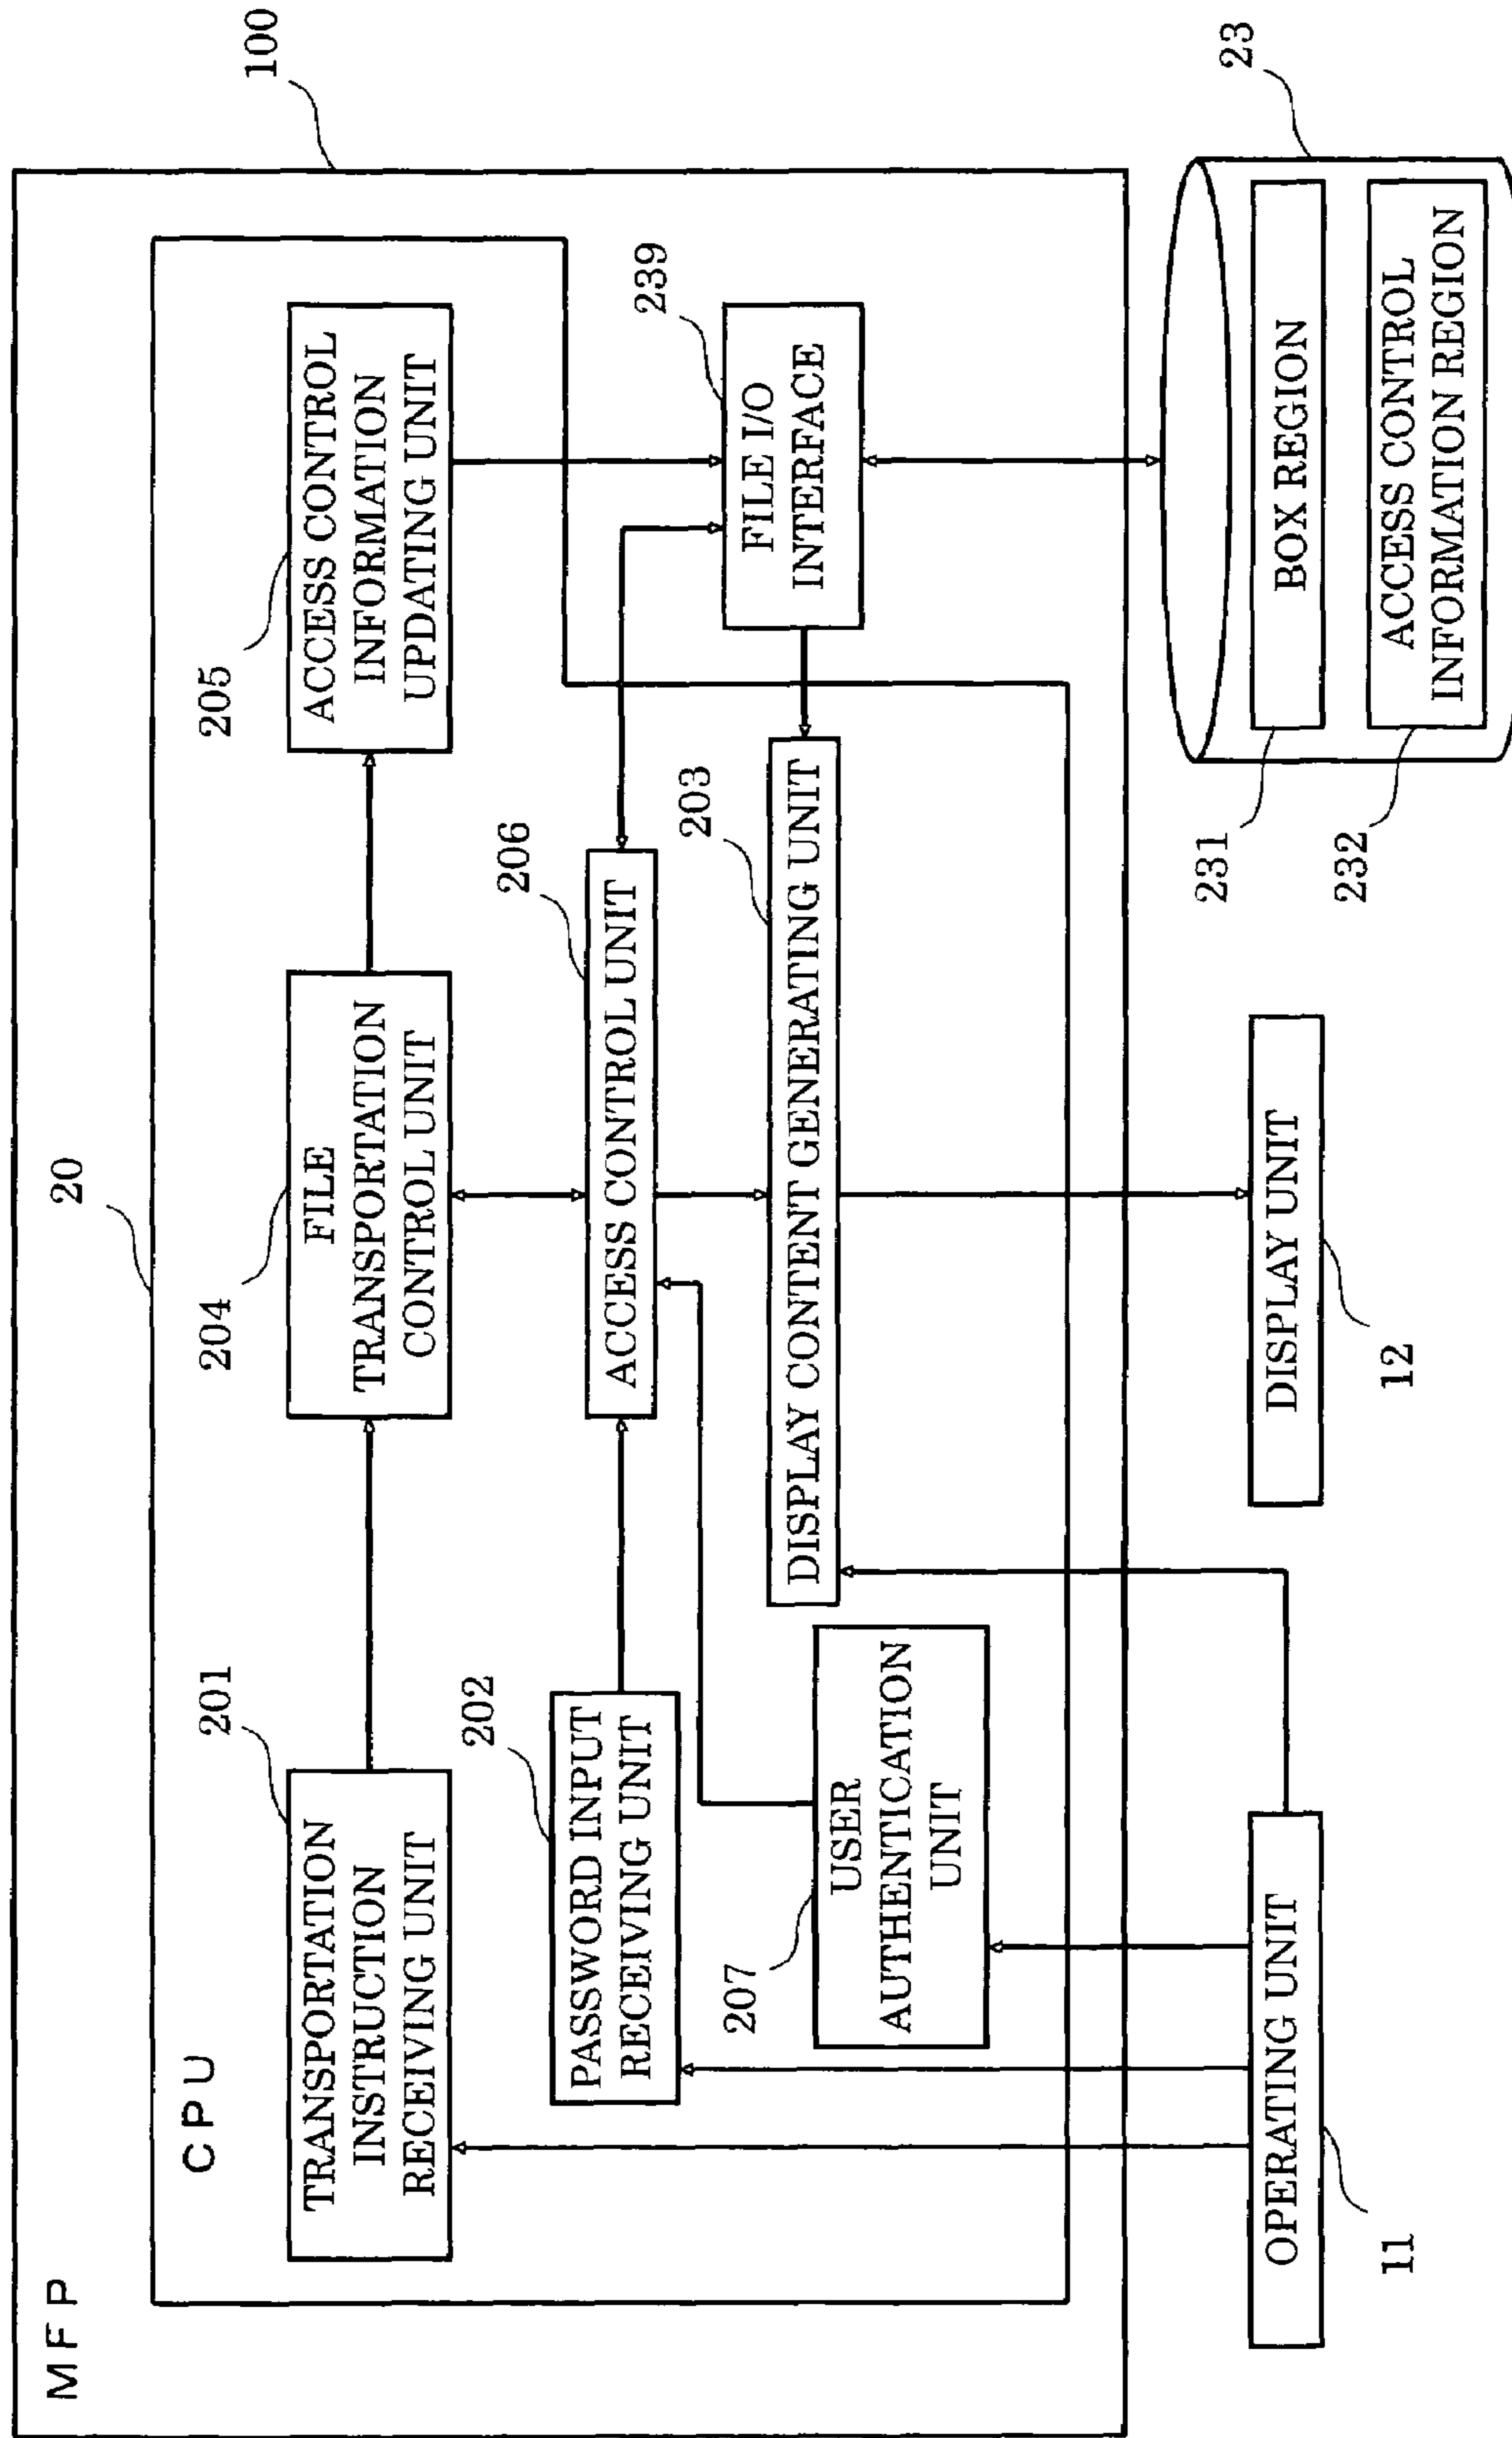 MFP
100
20
CPU
201
TRANSPORTATION
INSTRUCTION
RECEIVING UNIT
204
FILE
TRANSPORTATION
CONTROL UNIT
205
ACCESS CONTROL
INFORMATION
UPDATING UNIT
202
PASSWORD INPUT
RECEIVING UNIT
206
ACCESS CONTROL UNIT
239
FILE I/O
INTERFACE
207
USER
AUTHENTICATION
UNIT
203
DISPLAY CONTENT GENERATING UNIT
OPERATING UNIT
11
DISPLAY UNIT
12
23
231
BOX REGION
232
ACCESS CONTROL
INFORMATION REGION